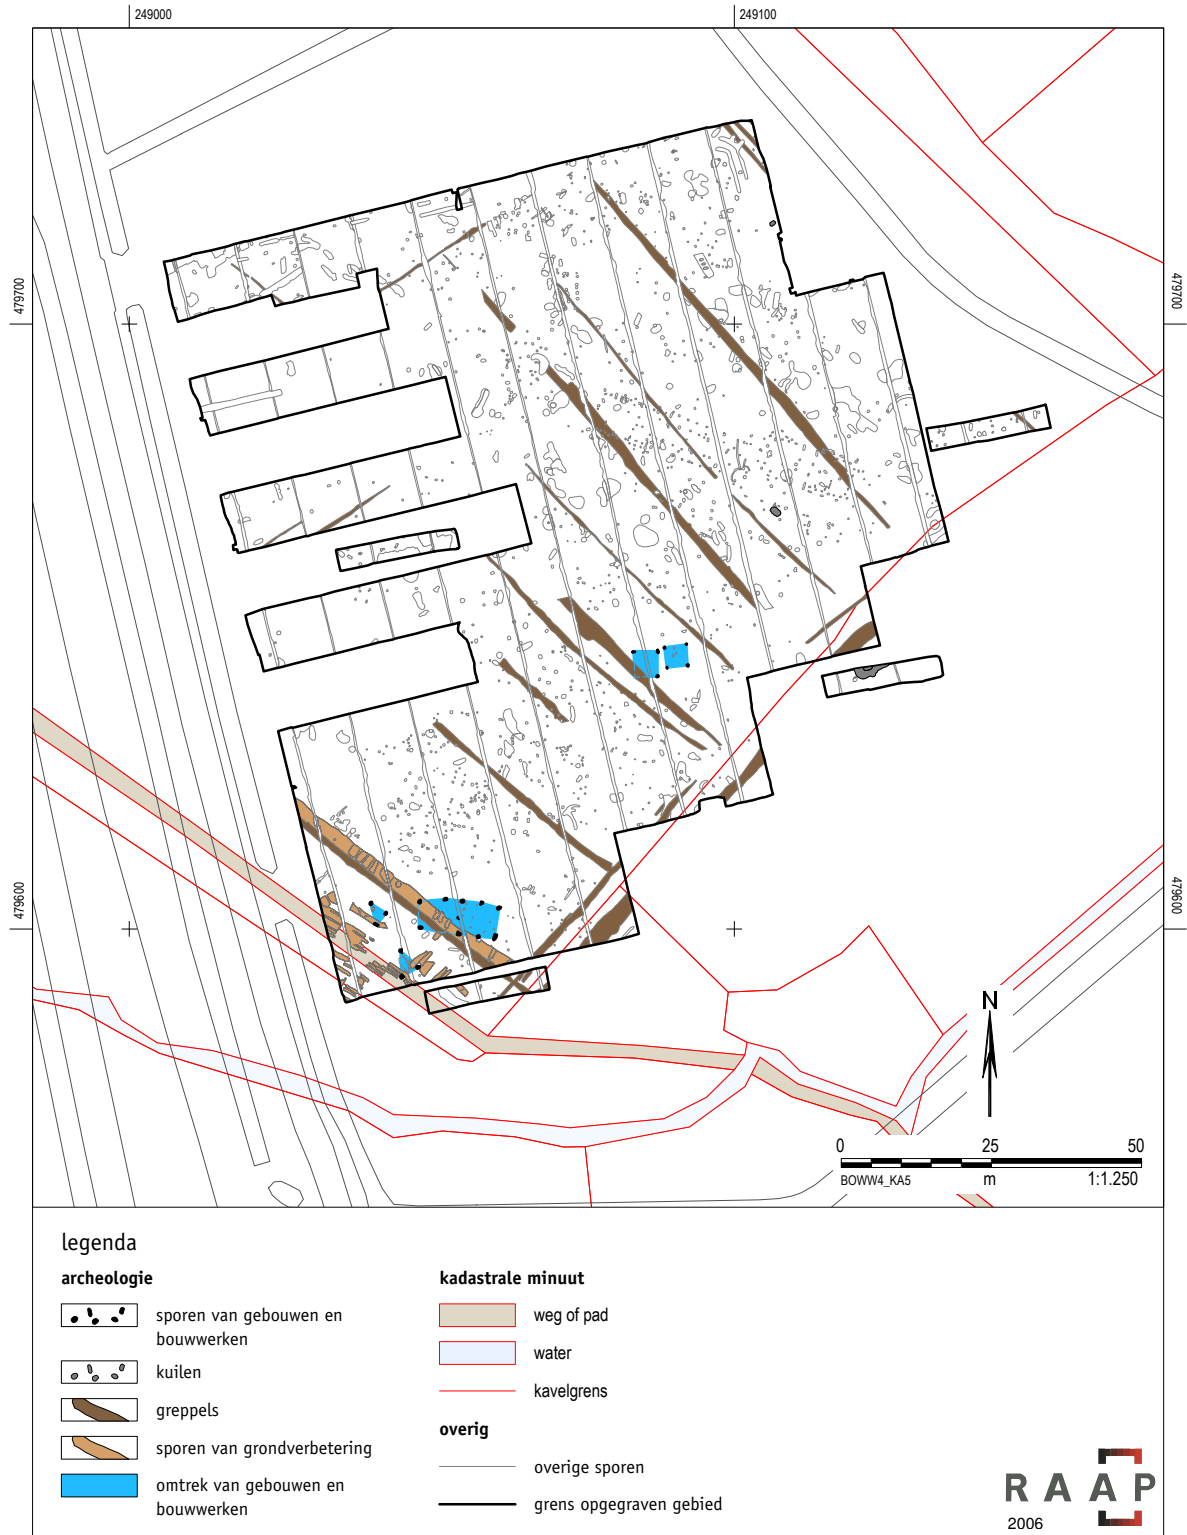 249000
249100
479700
479700
479600
479600
N
0 25 50
BOWW4_KA5 m 1:1.250
legenda
archeologie
sporen van gebouwen en
bouwwerken
kuilen
greppels
sporen van grondverbetering
omtrek van gebouwen en
bouwwerken
kadastrale minuut
weg of pad
water
kavelgrens
overig
overige sporen
grens opgegraven gebied
RAAP
2006